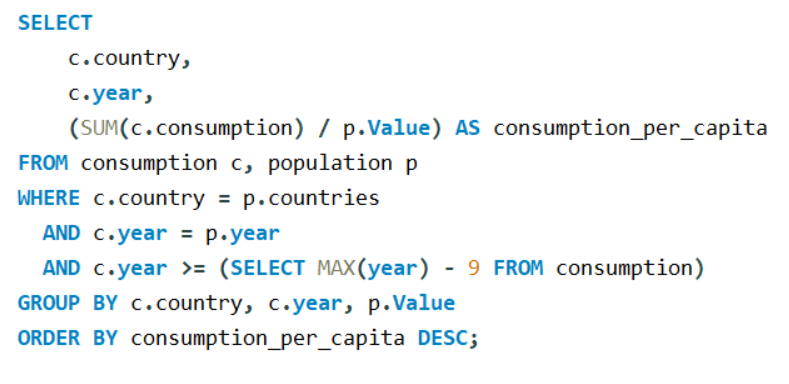 SELECT
c.country,
c.year,
(SUM(c.consumption) / p.Value) AS consumption_per_capita
FROM consumption c, population p
WHERE c.country = p.countries
AND c.year = p.year
AND c.year >= (SELECT MAX(year) - 9 FROM consumption)
GROUP BY c.country, c.year, p.Value
ORDER BY consumption_per_capita DESC;